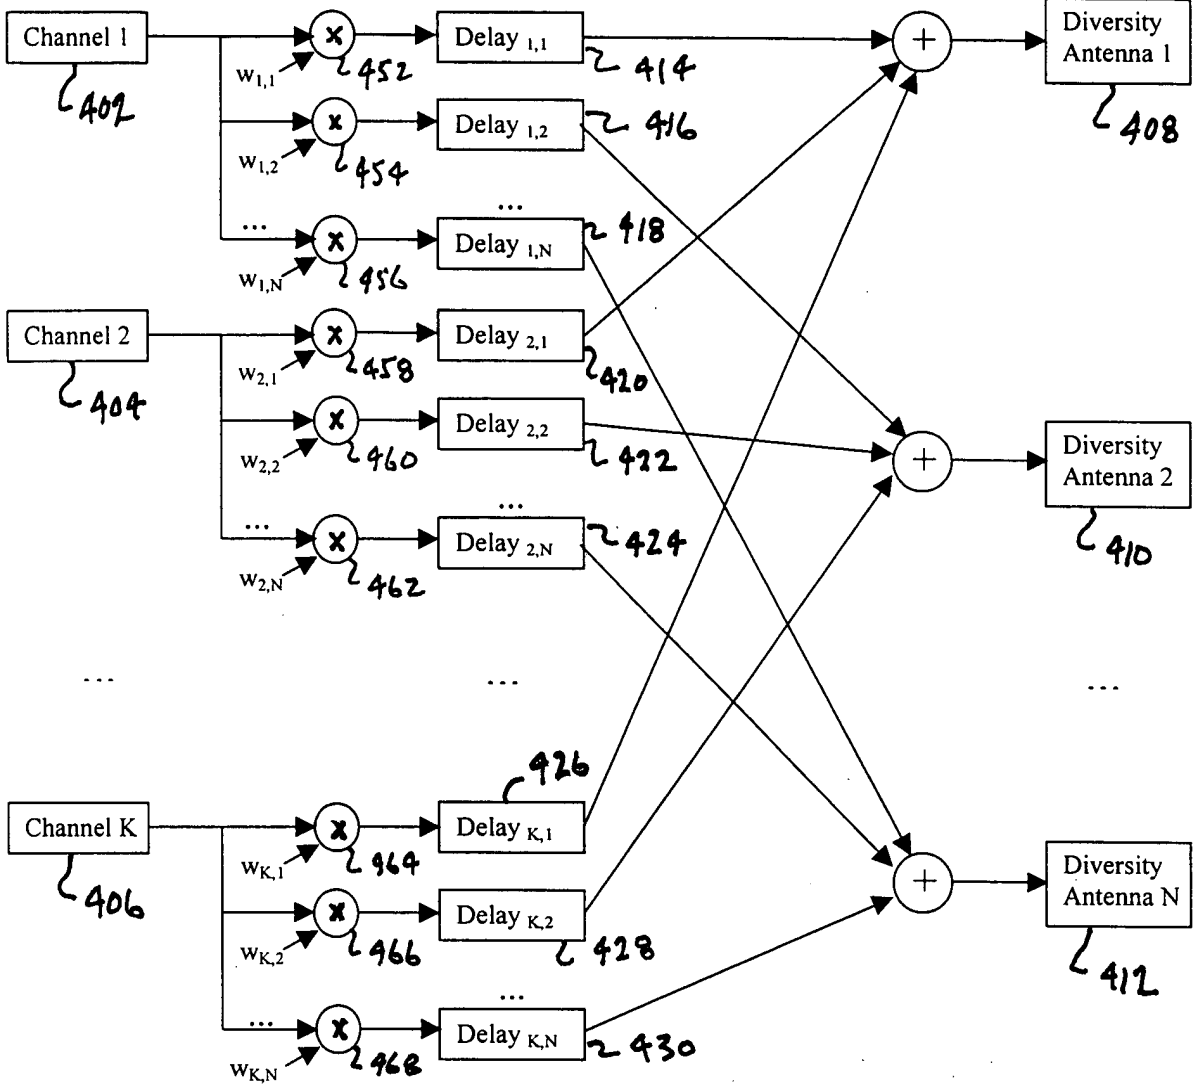 Channel 1
x
Delay 1,1
+
Diversity
Antenna 1
402
w1,1
452
414
408
x
Delay 1,2
416
w1,2
454
...
...
x
Delay 1,N
418
w1,N
456
Channel 2
x
Delay 2,1
404
w2,1
458
420
x
Delay 2,2
+
Diversity
Antenna 2
w2,2
460
422
410
...
...
x
Delay 2,N
424
w2,N
462
...
...
...
426
Channel K
x
Delay K,1
+
Diversity
Antenna N
406
wK,1
464
412
x
Delay K,2
wK,2
466
428
...
...
x
Delay K,N
430
wK,N
468